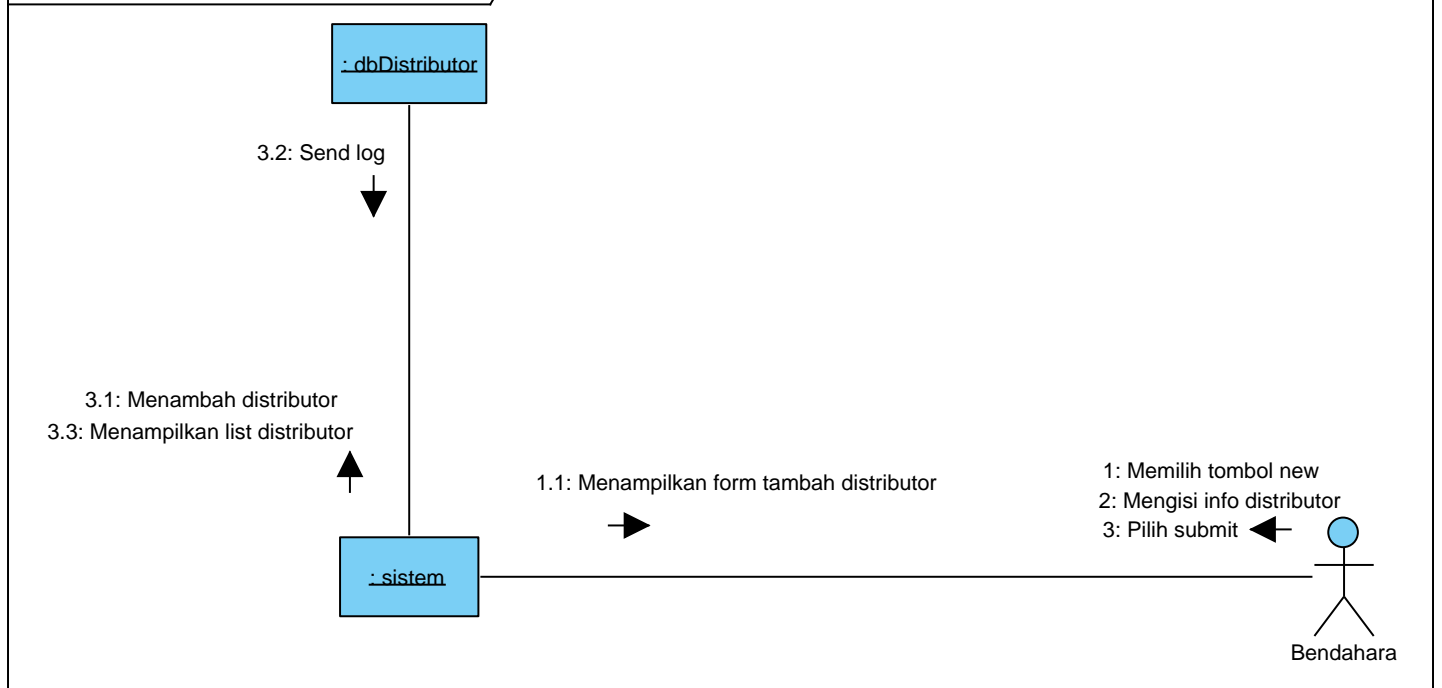 : dbDistributor
3.2: Send log
3.1: Menambah distributor
3.3: Menampilkan list distributor
1.1: Menampilkan form tambah distributor
1: Memilih tombol new
2: Mengisi info distributor
3: Pilih submit
: sistem
Bendahara